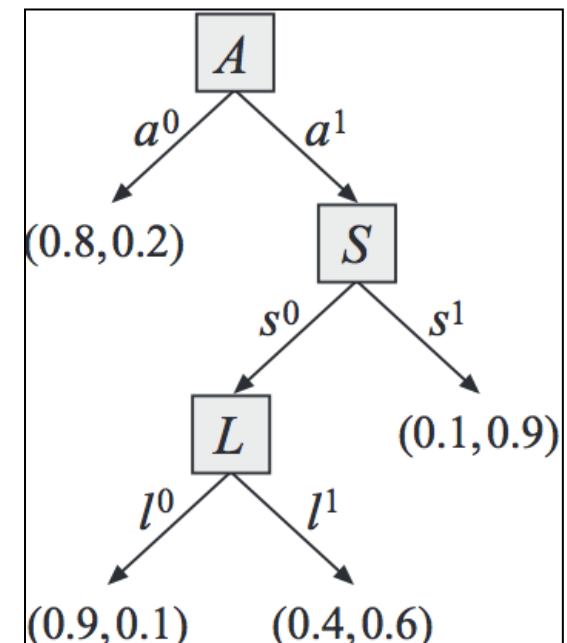 A
a⁰ a¹
(0.8,0.2) S
s⁰ s¹
L (0.1,0.9)
l⁰ l¹
(0.9,0.1) (0.4,0.6)